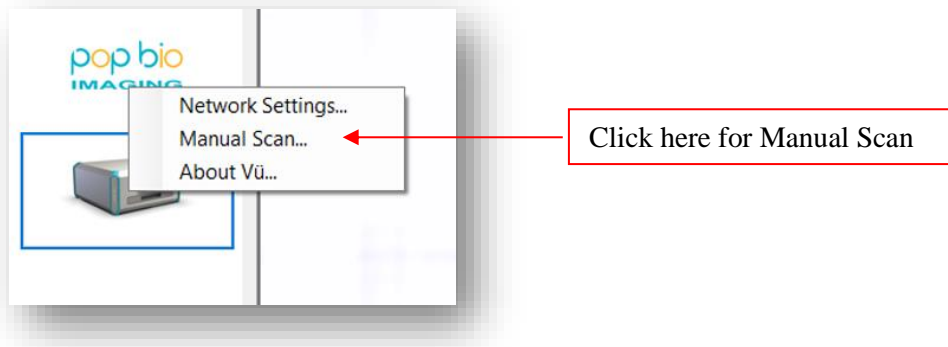 pop bio
IMAGING
Network Settings...
Manual Scan...
About Vü...
Click here for Manual Scan